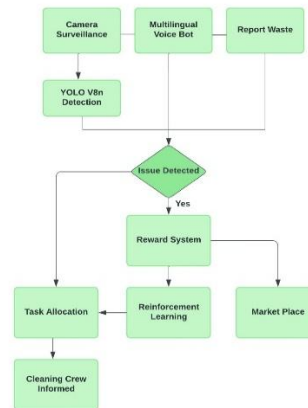 Camera
Surveillance
Multilingual
Voice Bot
Report Waste
YOLO V8n
Detection
Issue Detected
Yes
Reward System
Task Allocation
Reinforcement
Learning
Market Place
Cleaning Crew
Informed